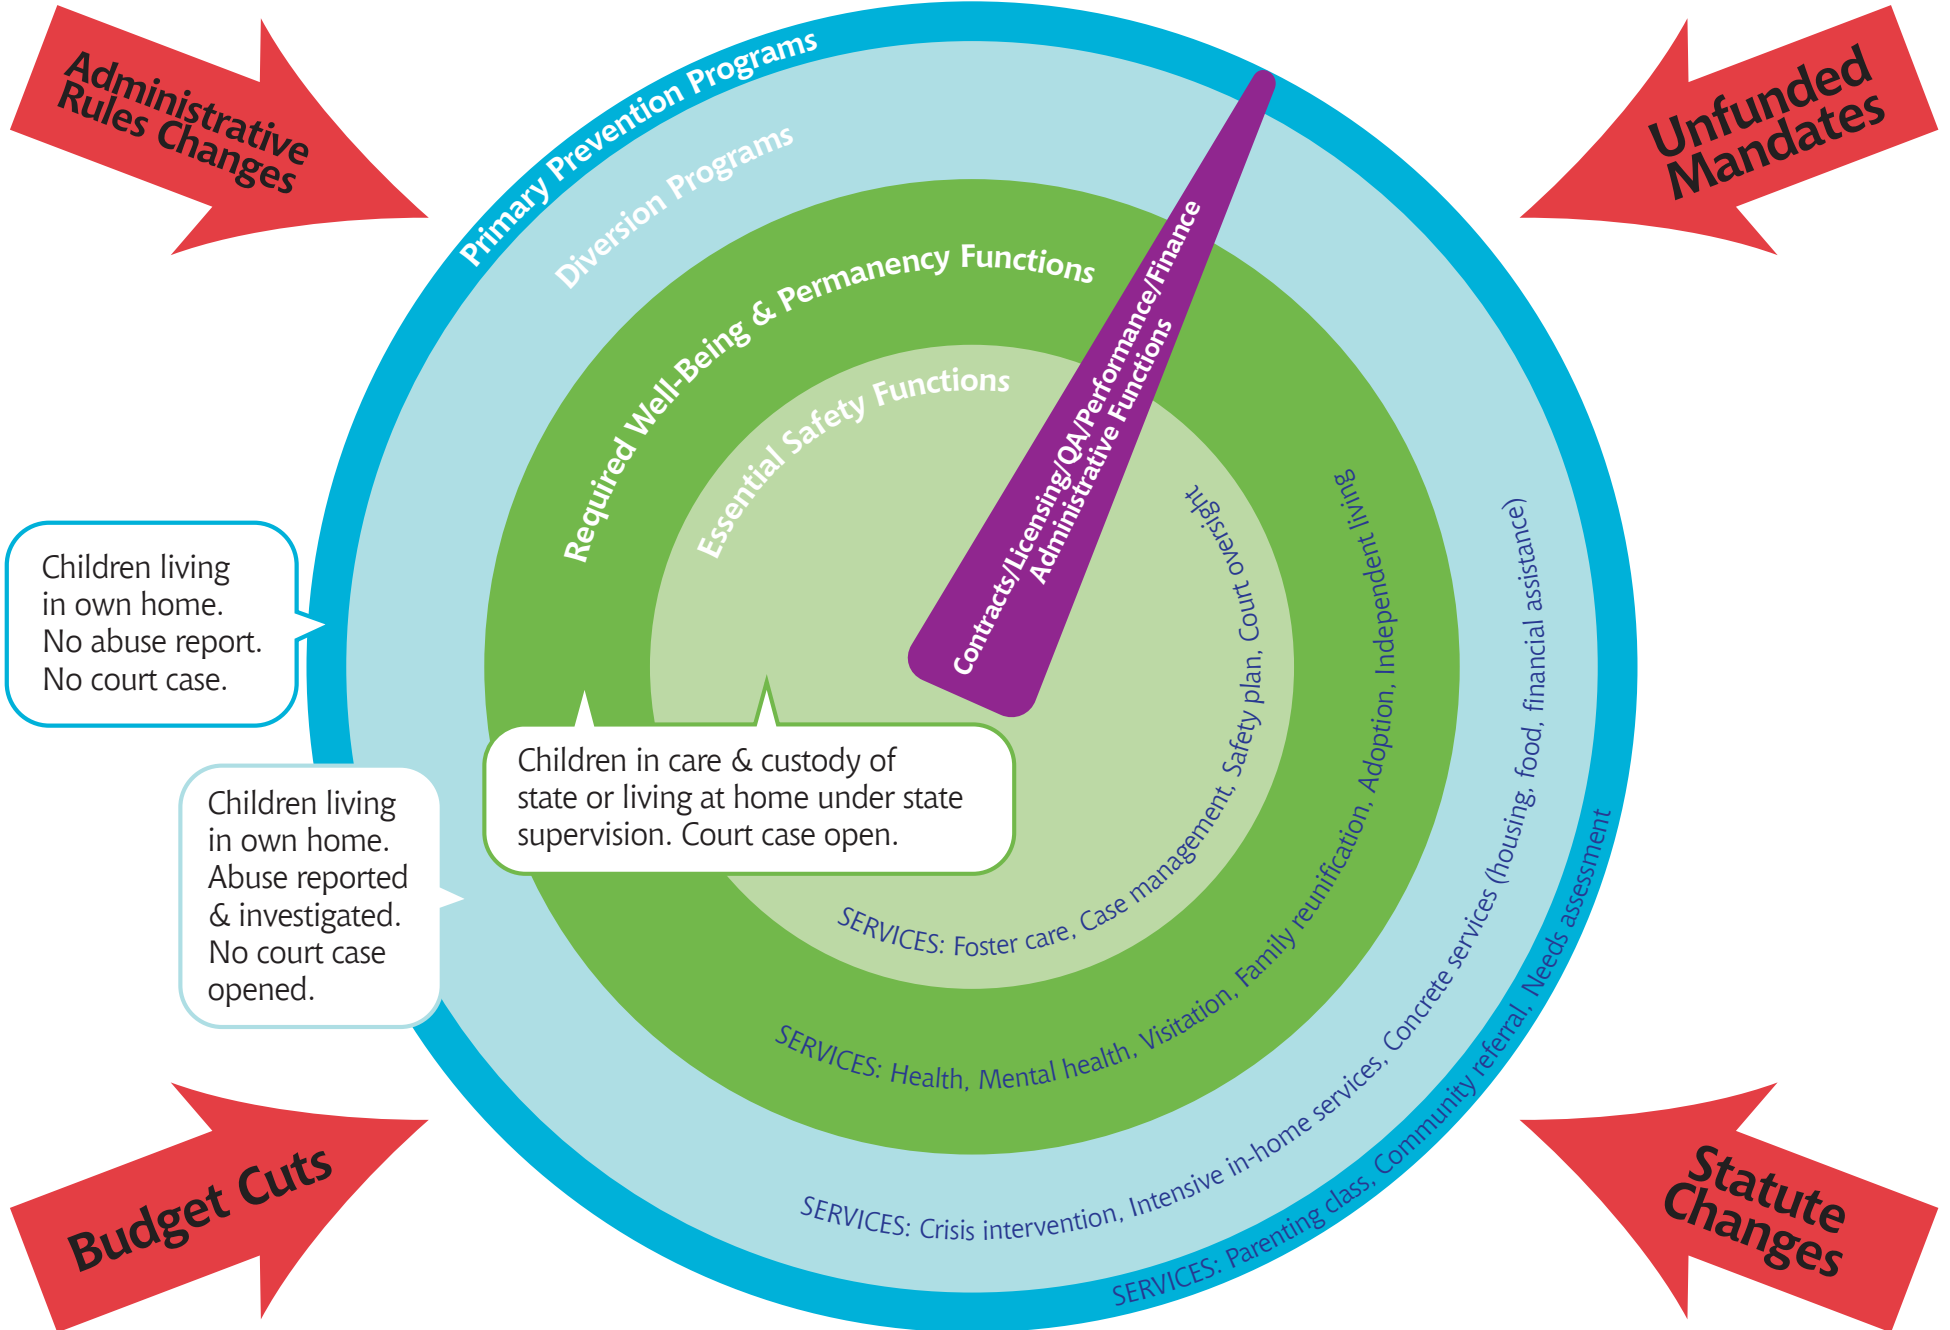 Administrative
Rules Changes
Unfunded
Mandates
Primary Prevention Programs
Diversion Programs
Required Well-Being & Permanency Functions
Essential Safety Functions
Contracts/Licensing/QA/Performance/Finance
Administrative Functions
Children living
in own home.
No abuse report.
No court case.
Children living
in own home.
Abuse reported
& investigated.
No court case
opened.
Children in care & custody of
state or living at home under state
supervision. Court case open.
SERVICES: Foster care, Case management, Safety plan, Court oversight
SERVICES: Health, Mental health, Visitation, Family reunification, Adoption, Independent living
SERVICES: Crisis intervention, Intensive in-home services, Concrete services (housing, food, financial assistance)
SERVICES: Parenting class, Community referral, Needs assessment
Budget Cuts
Statute
Changes